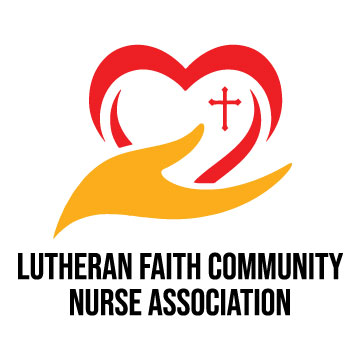 LUTHERAN FAITH COMMUNITY
NURSE ASSOCIATION